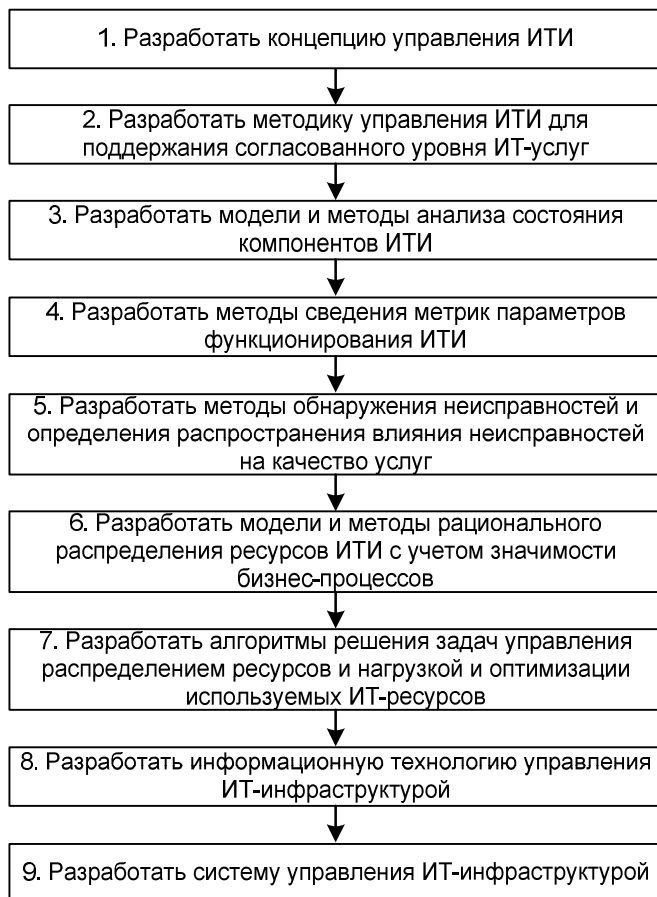 1. Разработать концепцию управления ИТИ
2. Разработать методику управления ИТИ для
поддержания согласованного уровня ИТ-услуг
3. Разработать модели и методы анализа состояния
компонентов ИТИ
4. Разработать методы сведения метрик параметров
функционирования ИТИ
5. Разработать методы обнаружения неисправностей и
определения распространения влияния неисправностей
на качество услуг
6. Разработать модели и методы рационального
распределения ресурсов ИТИ с учетом значимости
бизнес-процессов
7. Разработать алгоритмы решения задач управления
распределением ресурсов и нагрузкой и оптимизации
используемых ИТ-ресурсов
8. Разработать информационную технологию управления
ИТ-инфраструктурой
9. Разработать систему управления ИТ-инфраструктурой